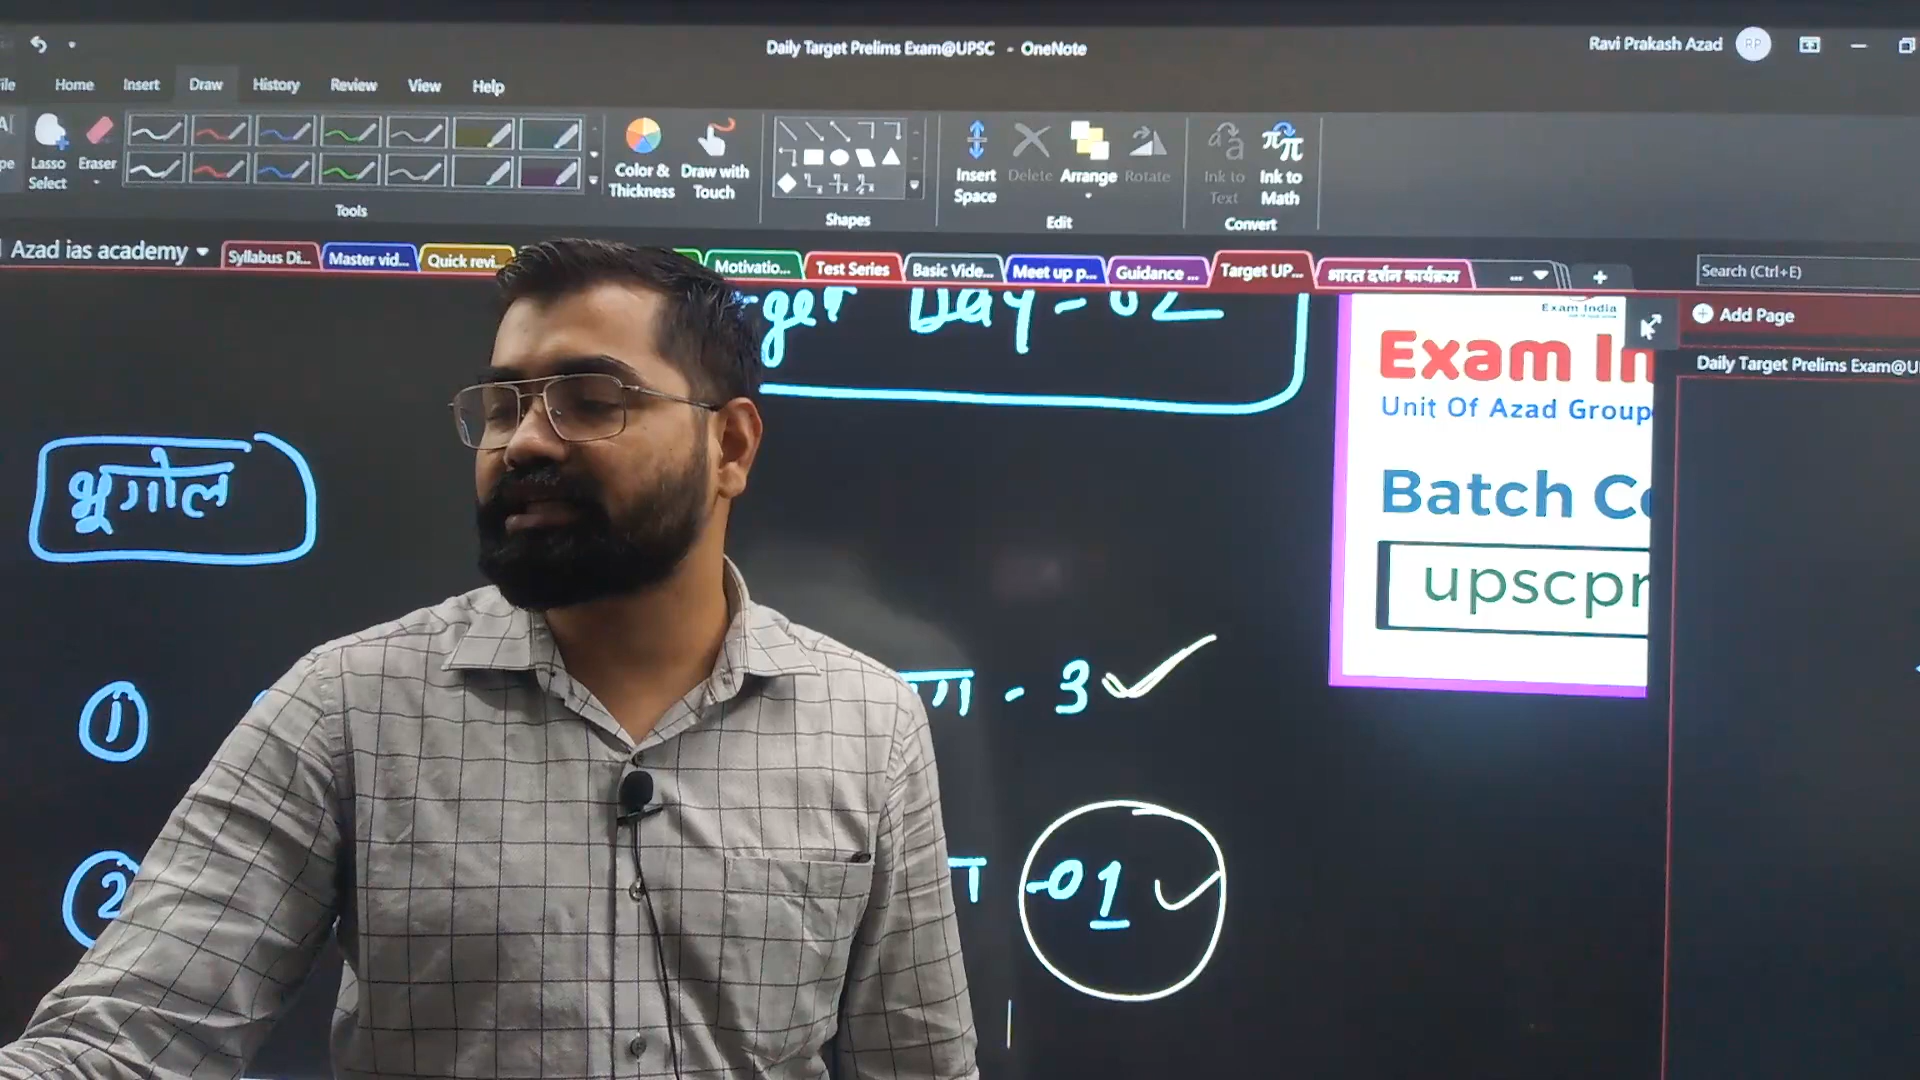 Daily Target Prelims Exam@UPSC - OneNote
Ravi Prakash Azad RP
Home Insert Draw History Review View Help
Lasso Select
Eraser
Tools
Color & Thickness
Draw with Touch
Shapes
Insert Space
Delete
Arrange
Rotate
Edit
Ink to Text
Ink to Math
Convert
Azad ias academy
Syllabus Di...
Master vid...
Quick revi...
Motivatio...
Test Series
Basic Vide...
Meet up p...
Guidance ...
Target UP...
भारत दर्शन कार्यक्रम
...
Search (Ctrl+E)
Add Page
Daily Target Prelims Exam@U
Day - 02
Exam India
Exam In
Unit Of Azad Group
Batch Co
upscpr
भूगोल
① - 3
② -01